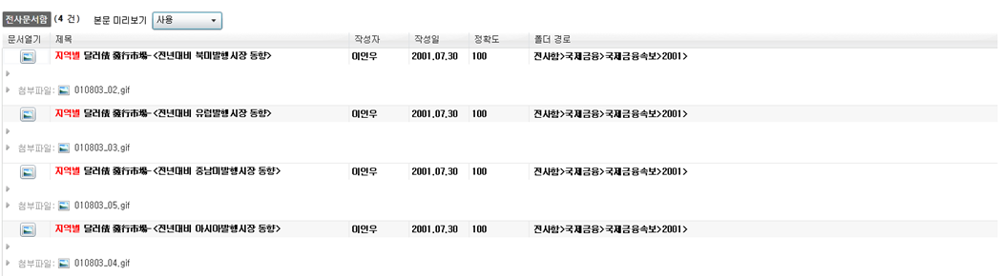 전사문서함 (4 건) 본문 미리보기 사용
문서열기 제목 작성자 작성일 정확도 폴더 경로
지역별 달러債 發行市場-<전년대비 북미발행시장 동향> 이인우 2001.07.30 100 전사함>국제금융>국제금융속보>2001>
첨부파일: 010803_02.gif
지역별 달러債 發行市場-<전년대비 유럽발행시장 동향> 이인우 2001.07.30 100 전사함>국제금융>국제금융속보>2001>
첨부파일: 010803_03.gif
지역별 달러債 發行市場-<전년대비 중남미발행시장 동향> 이인우 2001.07.30 100 전사함>국제금융>국제금융속보>2001>
첨부파일: 010803_05.gif
지역별 달러債 發行市場-<전년대비 아시아발행시장 동향> 이인우 2001.07.30 100 전사함>국제금융>국제금융속보>2001>
첨부파일: 010803_04.gif